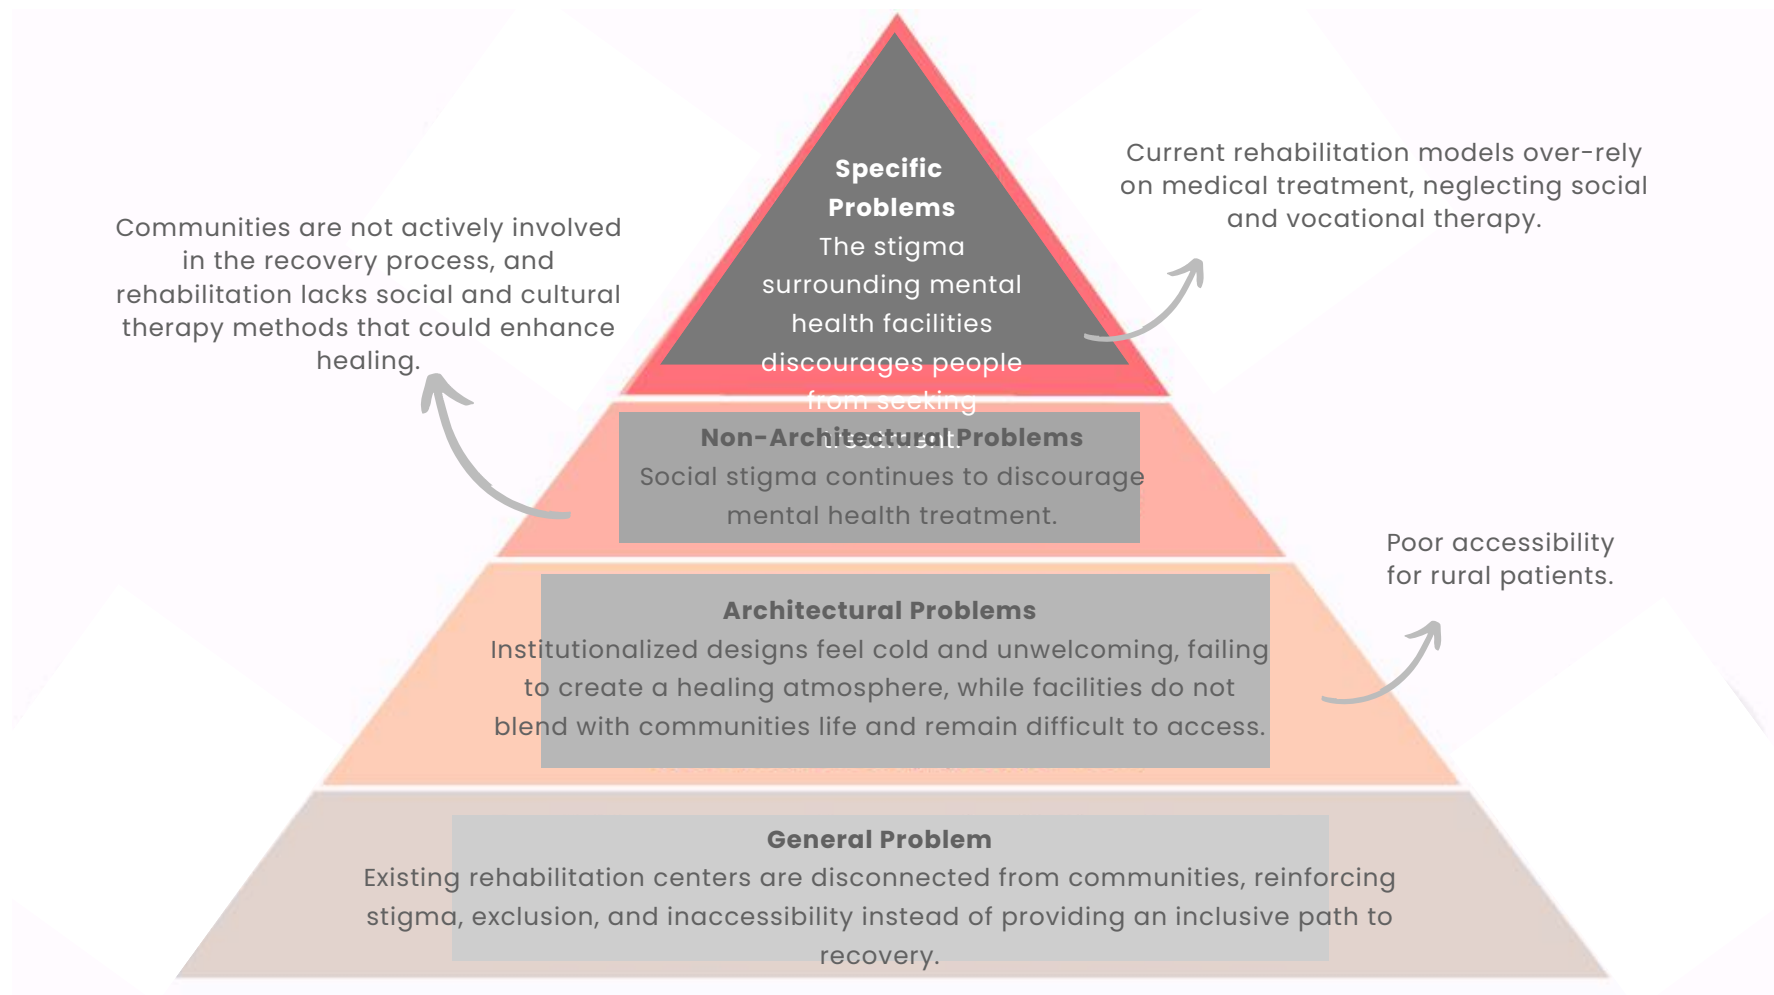 Specific
Problems
The stigma
surrounding mental
health facilities
discourages people
from seeking
treatment.
Current rehabilitation models over-rely
on medical treatment, neglecting social
and vocational therapy.
Communities are not actively involved
in the recovery process, and
rehabilitation lacks social and cultural
therapy methods that could enhance
healing.
Non-Architectural Problems
Social stigma continues to discourage
mental health treatment.
Poor accessibility
for rural patients.
Architectural Problems
Institutionalized designs feel cold and unwelcoming, failing
to create a healing atmosphere, while facilities do not
blend with communities life and remain difficult to access.
General Problem
Existing rehabilitation centers are disconnected from communities, reinforcing
stigma, exclusion, and inaccessibility instead of providing an inclusive path to
recovery.